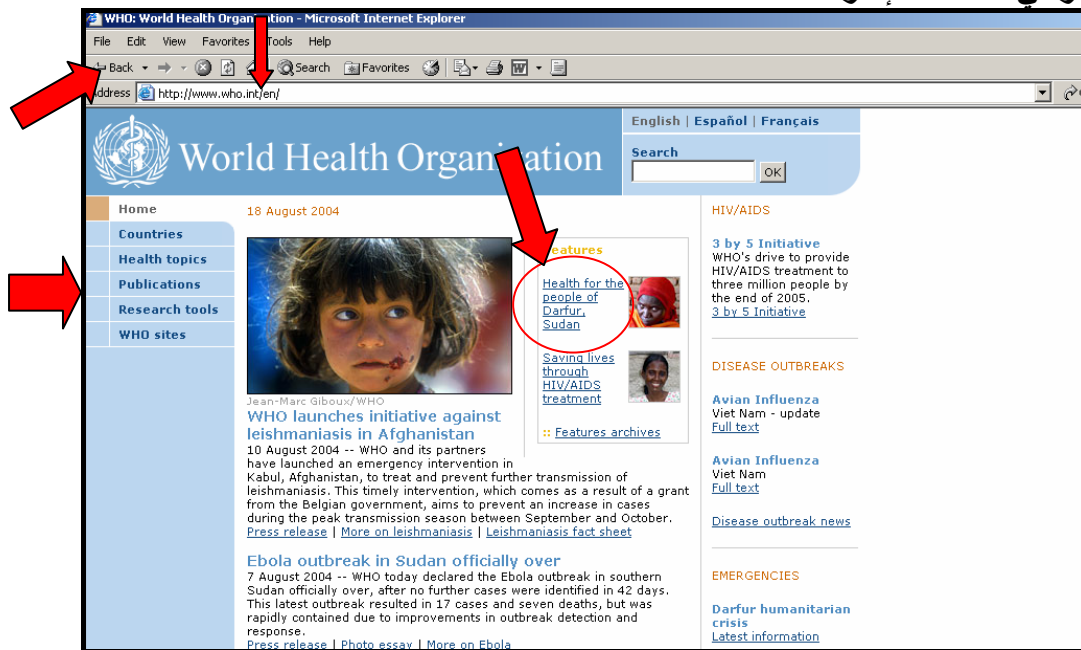 WHO: World Health Organization - Microsoft Internet Explorer
File Edit View Favorites Tools Help
Back Search Favorites
Address http://www.who.int/en/
English | Español | Français
World Health Organization
Search
OK
Home
Countries
Health topics
Publications
Research tools
WHO sites
18 August 2004
Jean-Marc Giboux/WHO
WHO launches initiative against
leishmaniasis in Afghanistan
10 August 2004 -- WHO and its partners
have launched an emergency intervention in
Kabul, Afghanistan, to treat and prevent further transmission of
leishmaniasis. This timely intervention, which comes as a result of a grant
from the Belgian government, aims to prevent an increase in cases
during the peak transmission season between September and October.
Press release | More on leishmaniasis | Leishmaniasis fact sheet
Ebola outbreak in Sudan officially over
7 August 2004 -- WHO today declared the Ebola outbreak in southern
Sudan officially over, after no further cases were identified in 42 days.
This latest outbreak resulted in 17 cases and seven deaths, but was
rapidly contained due to improvements in outbreak detection and
response.
Press release | Photo essay | More on Ebola
Features
Health for the
people of
Darfur,
Sudan
Saving lives
through
HIV/AIDS
treatment
:: Features archives
HIV/AIDS
3 by 5 Initiative
WHO's drive to provide
HIV/AIDS treatment to
three million people by
the end of 2005.
3 by 5 Initiative
DISEASE OUTBREAKS
Avian Influenza
Viet Nam - update
Full text
Avian Influenza
Viet Nam
Full text
Disease outbreak news
EMERGENCIES
Darfur humanitarian
crisis
Latest information